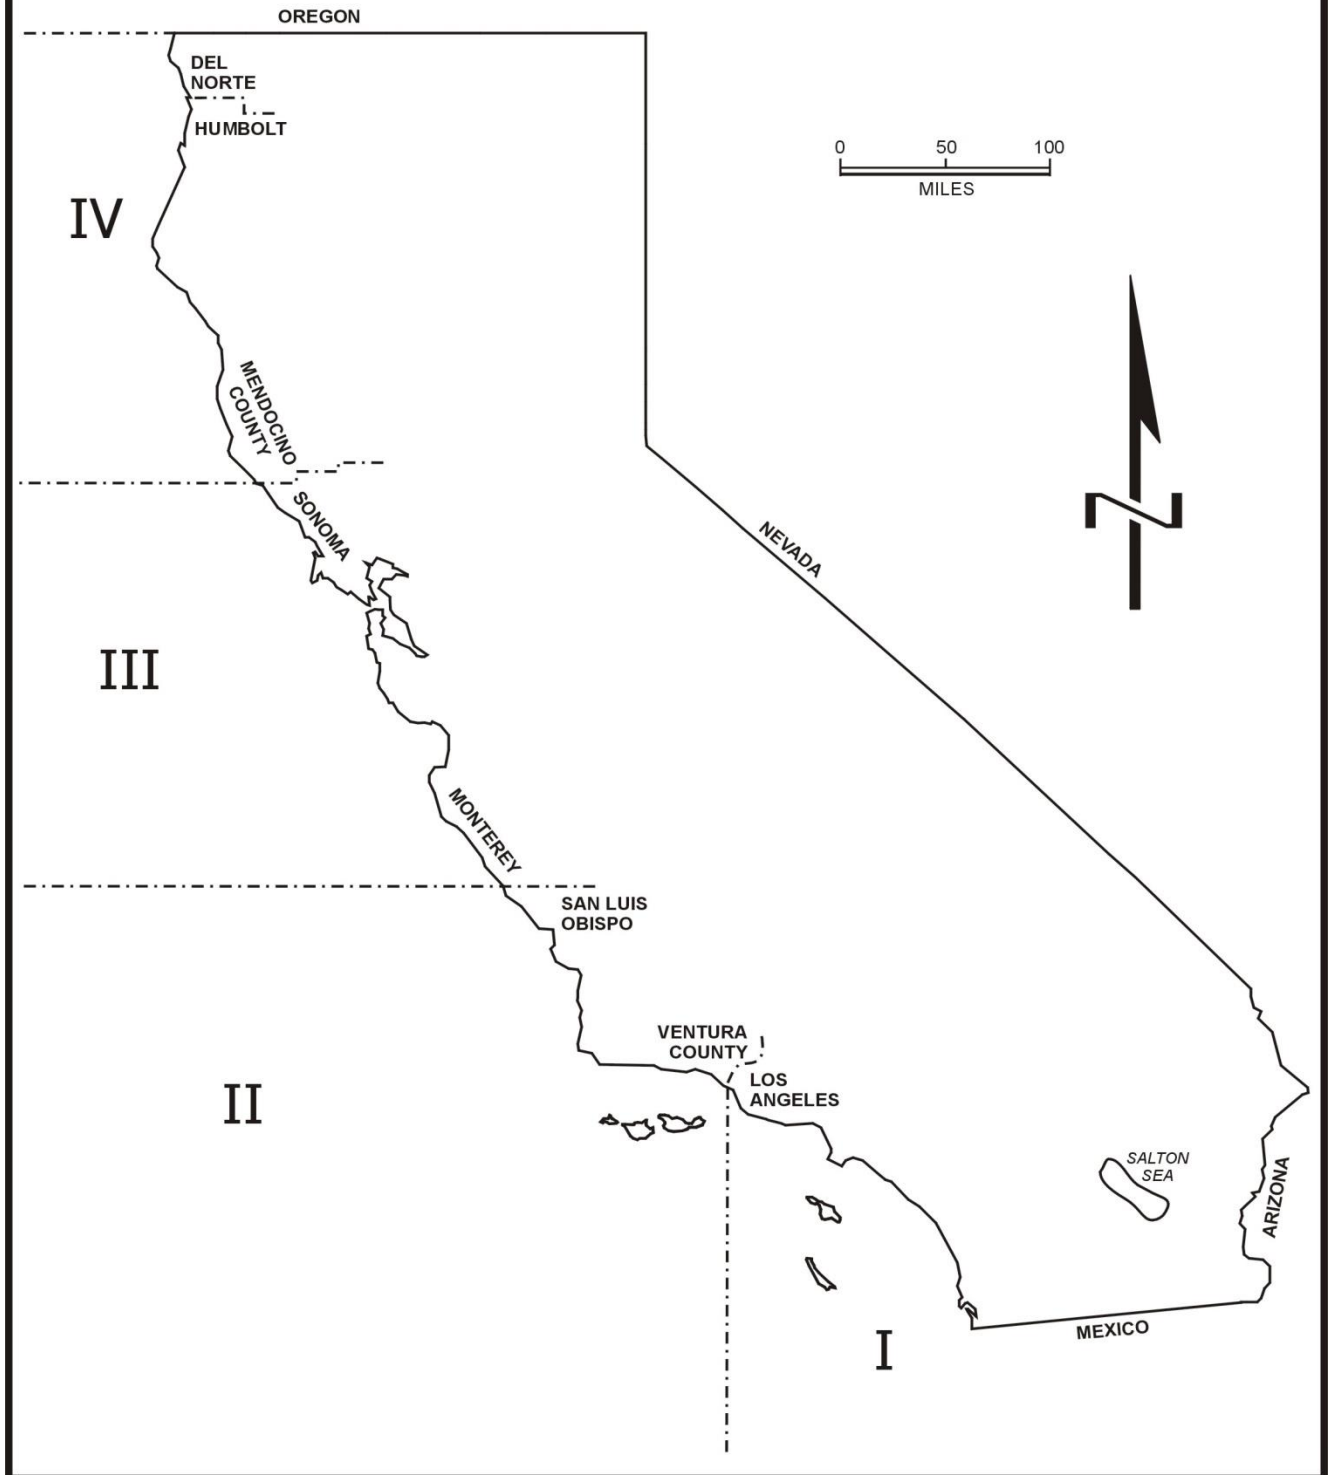 OREGON
DEL
NORTE
HUMBOLT
0 50 100
MILES
IV
MENDOCINO
COUNTY
SONOMA
NEVADA
N
III
MONTEREY
SAN LUIS
OBISPO
VENTURA
COUNTY
LOS
ANGELES
II
SALTON
SEA
ARIZONA
MEXICO
I